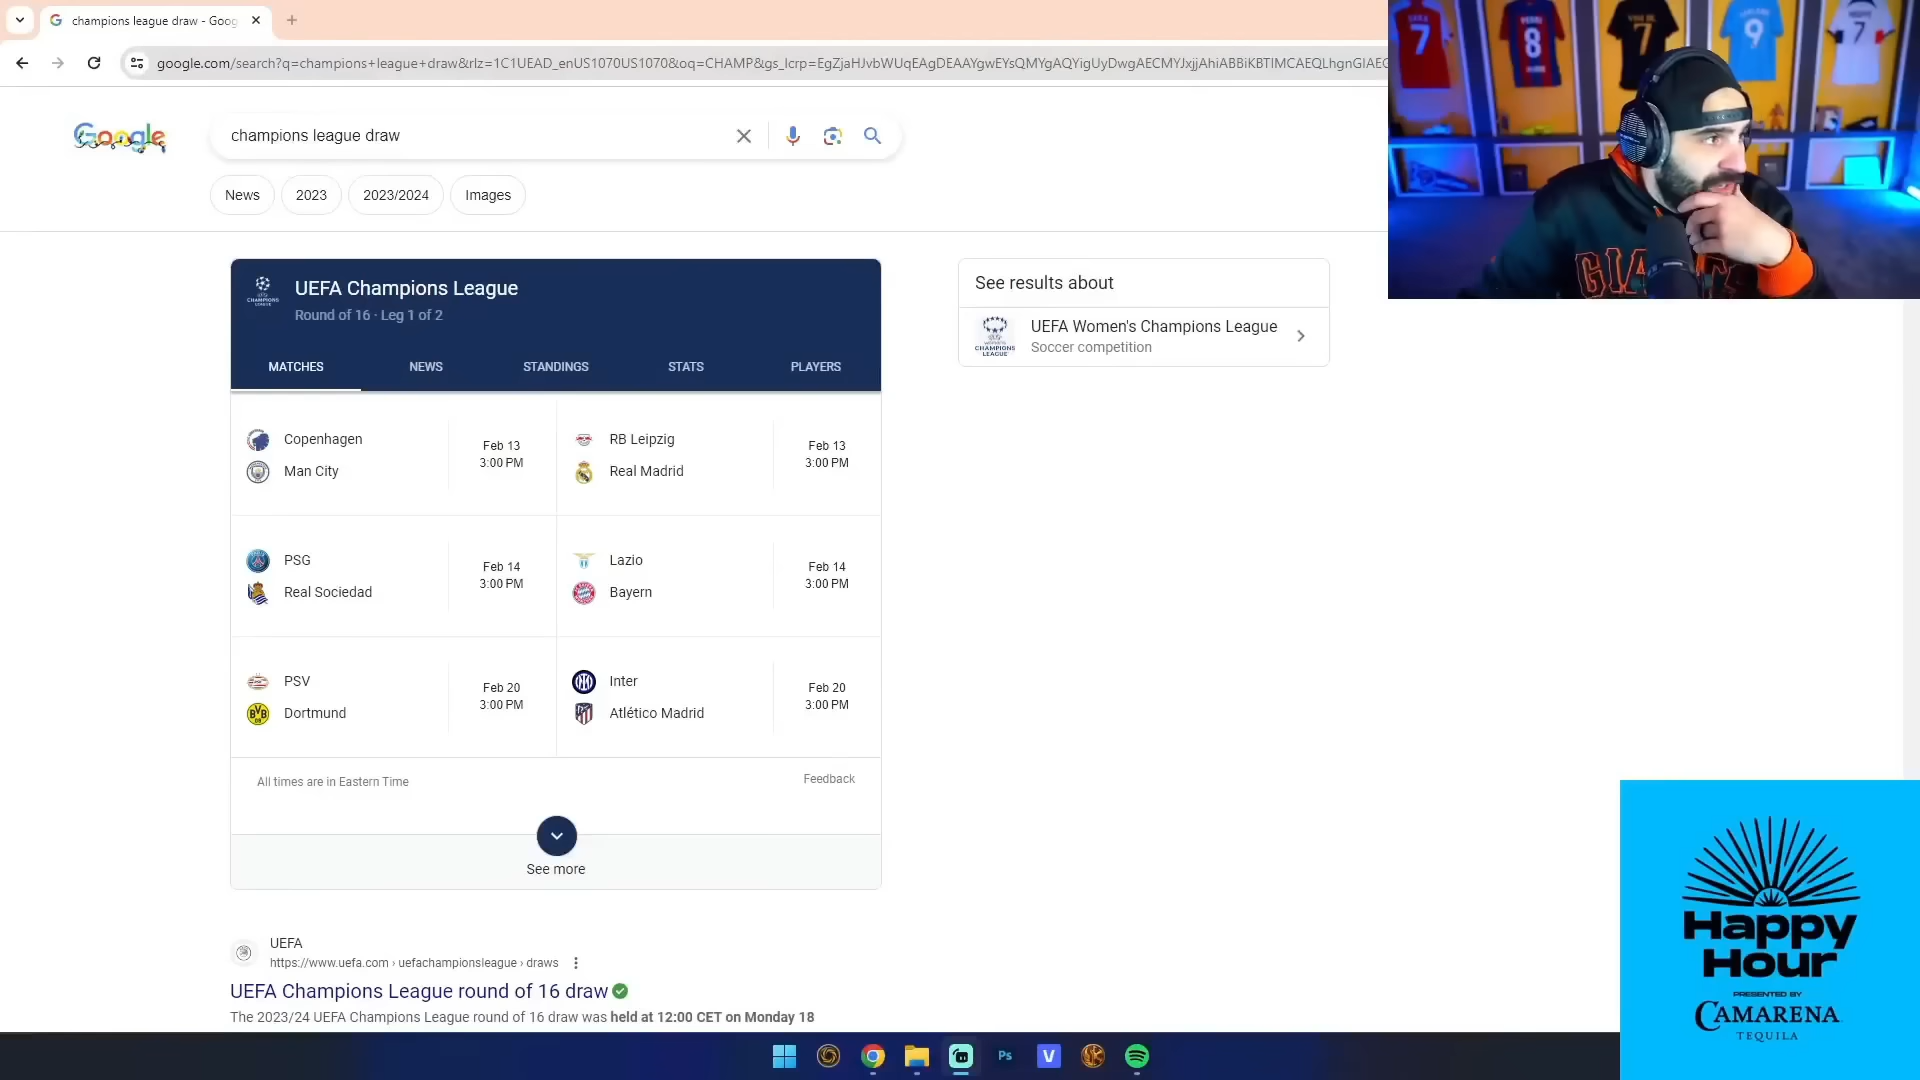 champions league draw - Goog
google.com/search?q=champions+league+draw&rlz=1C1UEAD_enUS1070US1070&oq=CHAMP&gs_lcrp=EgZjaHJvbWUqEAgDEAAYgwEYsQMYgAQYigUyDwgAECMYJxjjAhiABBiKBTIMCAEQLhgnGIAEG
Google
champions league draw
News
2023
2023/2024
Images
UEFA Champions League
Round of 16 · Leg 1 of 2
MATCHES
NEWS
STANDINGS
STATS
PLAYERS
Copenhagen
Man City
Feb 13
3:00 PM
RB Leipzig
Real Madrid
Feb 13
3:00 PM
PSG
Real Sociedad
Feb 14
3:00 PM
Lazio
Bayern
Feb 14
3:00 PM
PSV
Dortmund
Feb 20
3:00 PM
Inter
Atlético Madrid
Feb 20
3:00 PM
All times are in Eastern Time
Feedback
See more
UEFA
https://www.uefa.com › uefachampionsleague › draws
UEFA Champions League round of 16 draw
The 2023/24 UEFA Champions League round of 16 draw was held at 12:00 CET on Monday 18
See results about
UEFA Women's Champions League
Soccer competition
7
8
7
9
7
Happy
Hour
PRESENTED BY
CAMARENA
TEQUILA
Ps
V